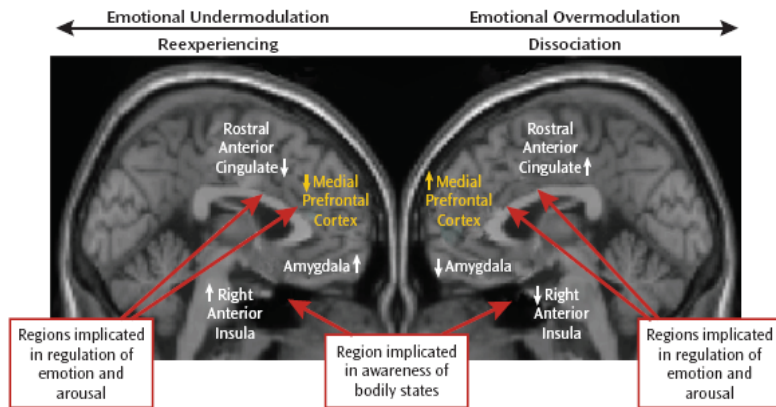 Emotional Undermodulation
Emotional Overmodulation
Reexperiencing
Dissociation
Rostral
Anterior
Cingulate ↓
↓ Medial
Prefrontal
Cortex
Amygdala ↑
↑ Right
Anterior
Insula
Rostral
Anterior
Cingulate ↑
↑ Medial
Prefrontal
Cortex
↓ Amygdala
↓ Right
Anterior
Insula
Regions implicated
in regulation of
emotion and
arousal
Region implicated
in awareness of
bodily states
Regions implicated
in regulation of
emotion and
arousal